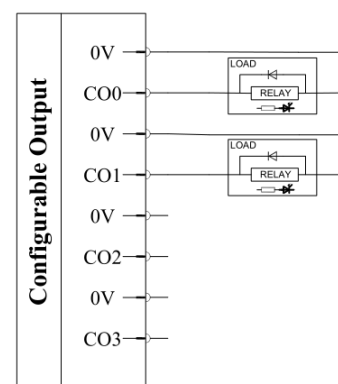 Configurable Output
0V
LOAD
CO0
RELAY
0V
LOAD
CO1
RELAY
0V
CO2
0V
CO3